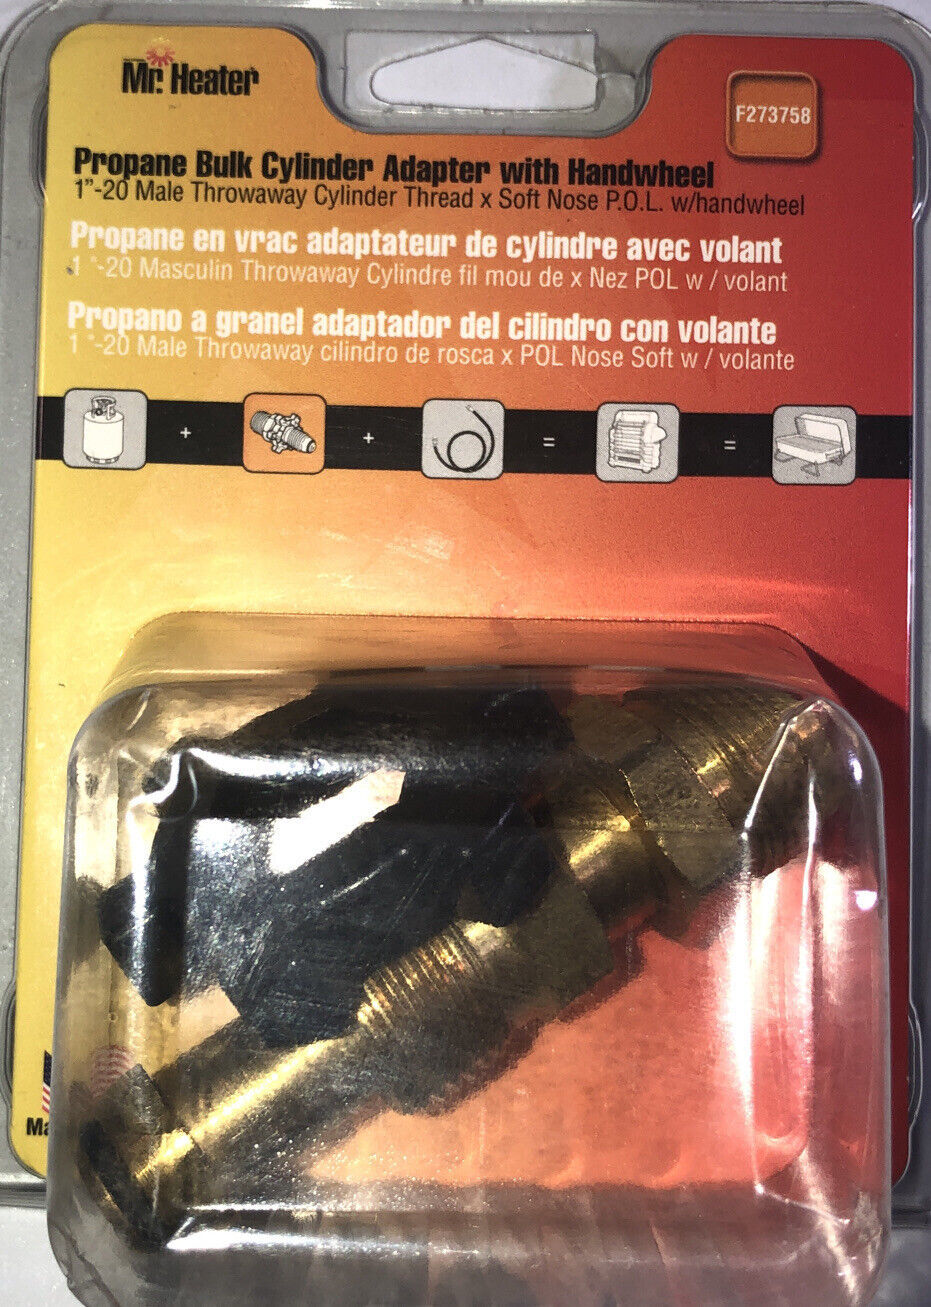 Mr. Heater
F273758
Propane Bulk Cylinder Adapter with Handwheel
1"-20 Male Throwaway Cylinder Thread x Soft Nose P.O.L. w/handwheel
Propane en vrac adaptateur de cylindre avec volant
1 "-20 Masculin Throwaway Cylindre fil mou de x Nez POL w / volant
Propano a granel adaptador del cilindro con volante
1 "-20 Male Throwaway cilindro de rosca x POL Nose Soft w / volante
+ + = =